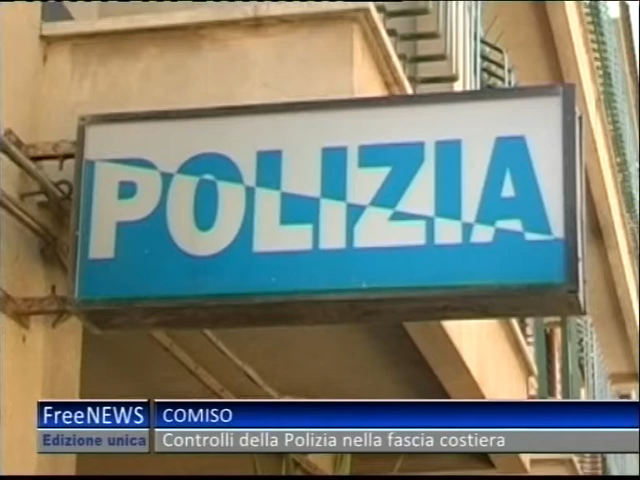 POLIZIA
FreeNEWS COMISO
Edizione unica Controlli della Polizia nella fascia costiera